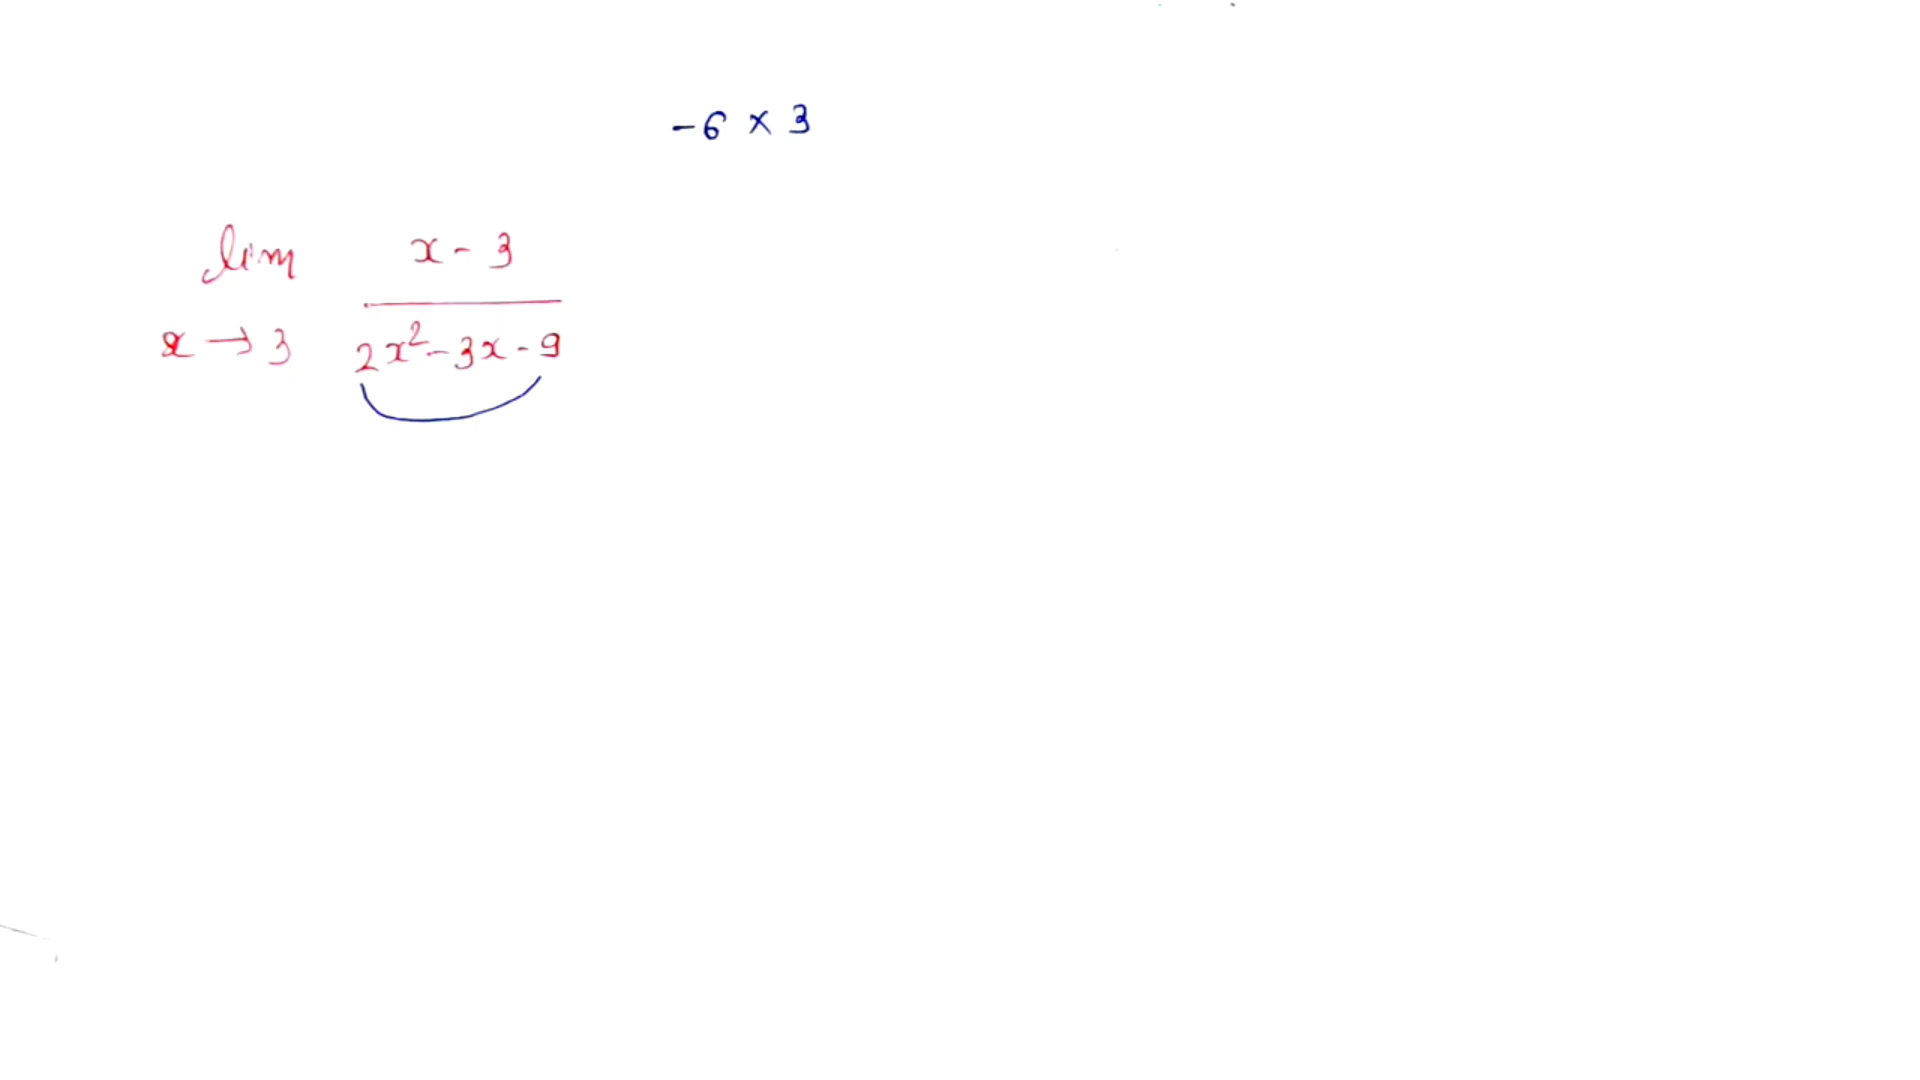 -6 × 3
lim x - 3
x → 3 2x² - 3x - 9